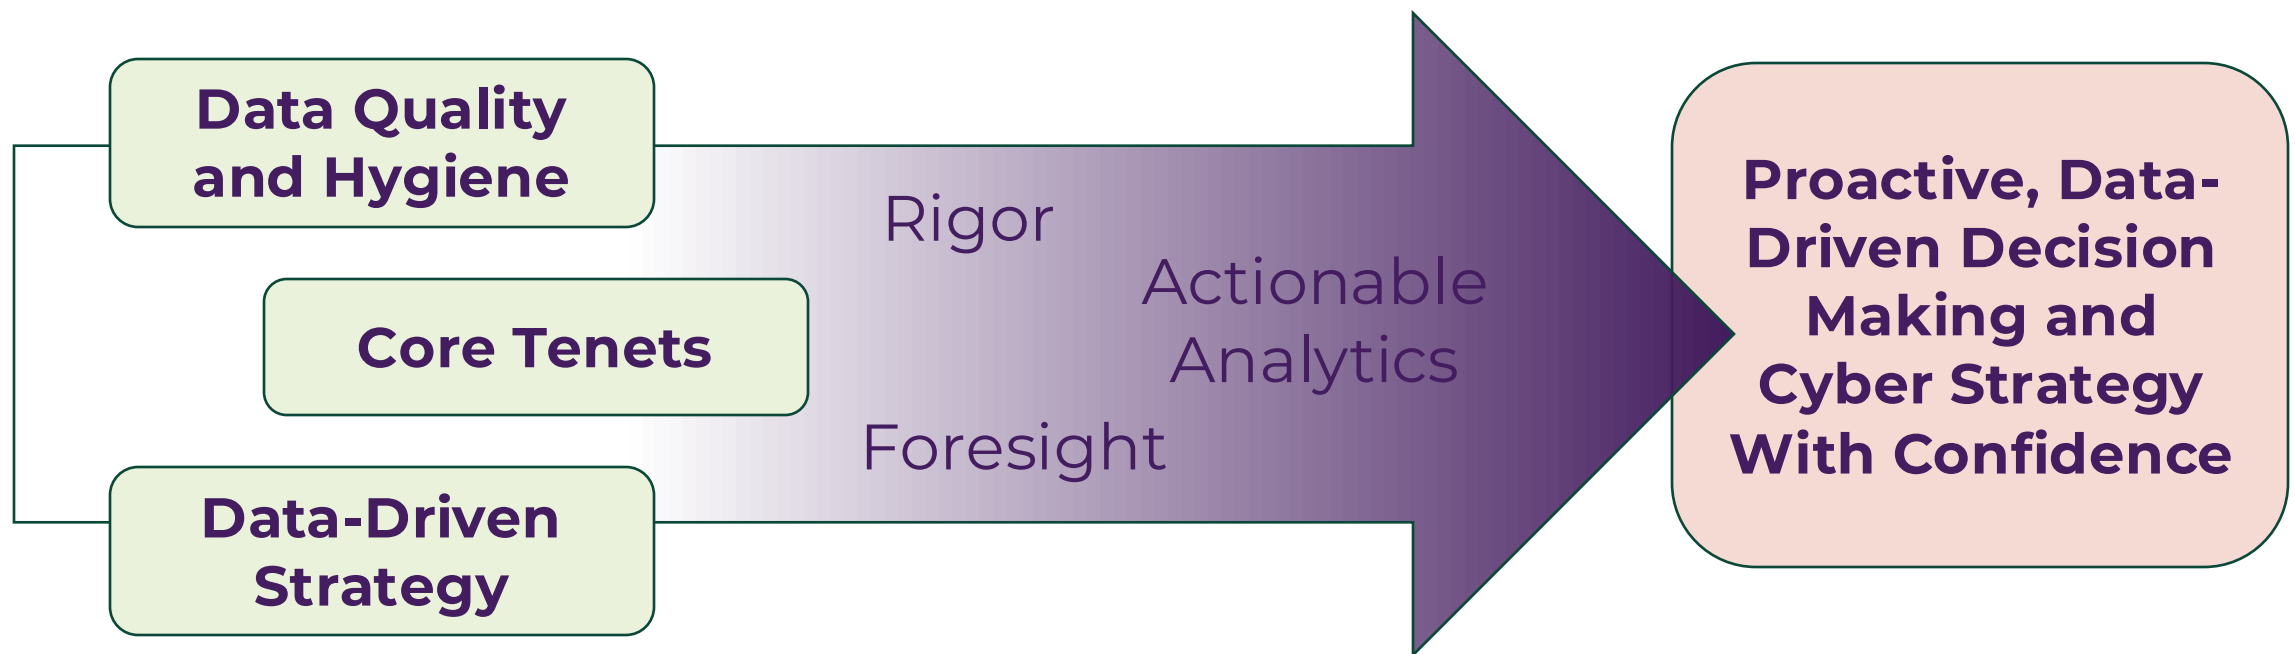 Data Quality
and Hygiene
Core Tenets
Data-Driven
Strategy
Rigor
Actionable
Analytics
Foresight
Proactive, Data-
Driven Decision
Making and
Cyber Strategy
With Confidence